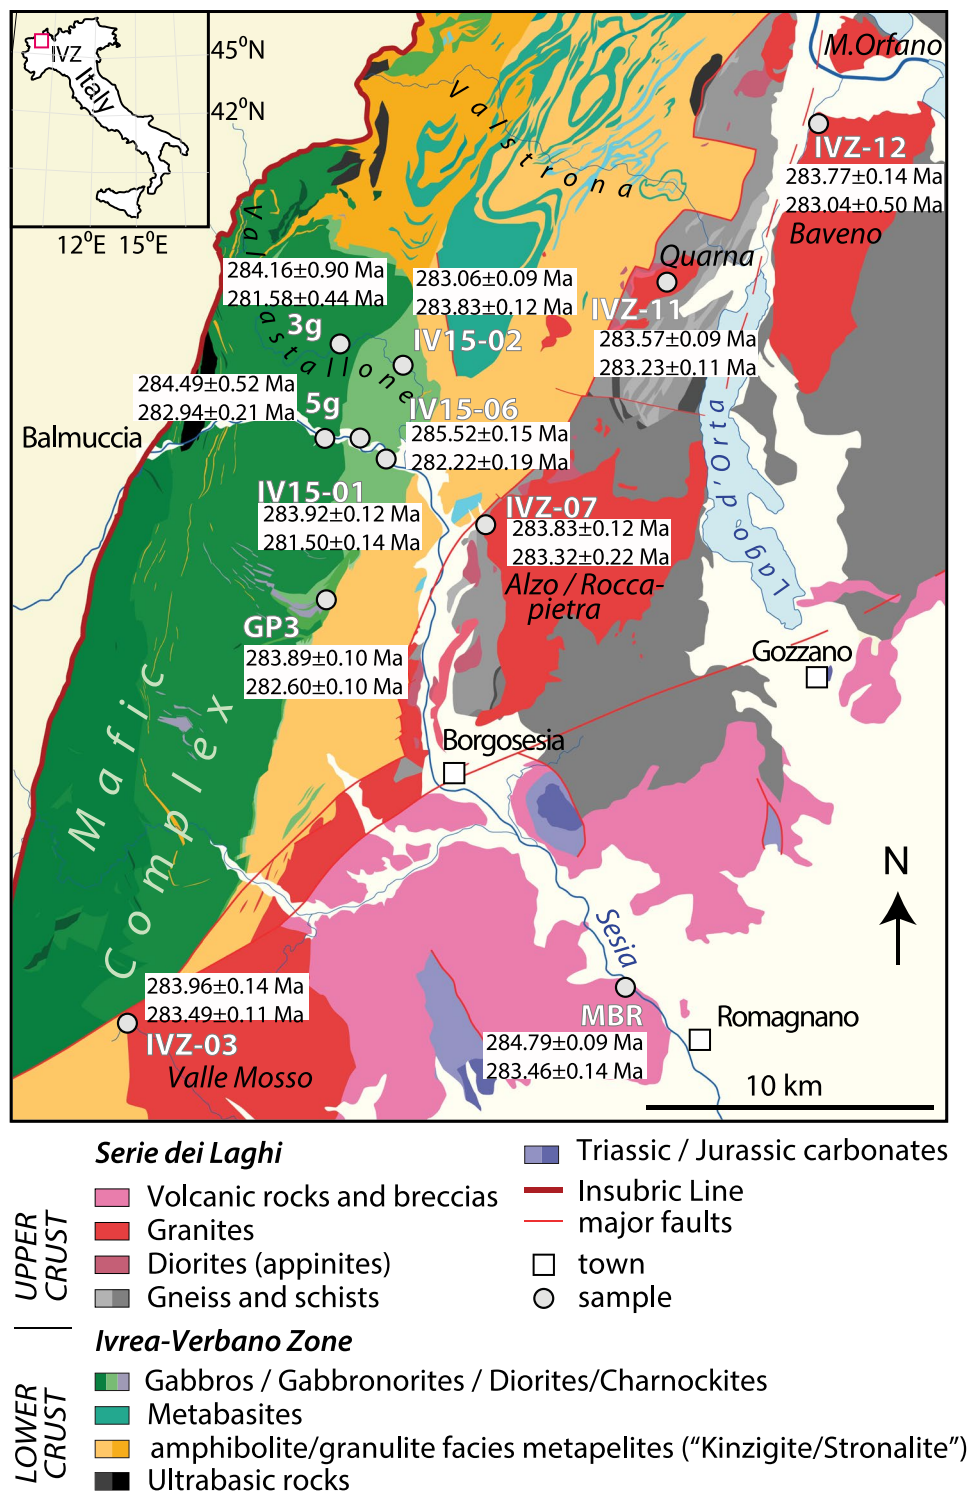 IVZ
Italy
45⁰N
42⁰N
12⁰E 15⁰E
M.Orfano
Valstrona
IVZ-12
283.77±0.14 Ma
283.04±0.50 Ma
Baveno
Val Mastallone
284.16±0.90 Ma
281.58±0.44 Ma
3g
283.06±0.09 Ma
283.83±0.12 Ma
IV15-02
Quarna
IVZ-11
283.57±0.09 Ma
283.23±0.11 Ma
284.49±0.52 Ma
282.94±0.21 Ma
5g
Balmuccia
IV15-06
285.52±0.15 Ma
282.22±0.19 Ma
Lago d'Orta
IV15-01
283.92±0.12 Ma
281.50±0.14 Ma
IVZ-07
283.83±0.12 Ma
283.32±0.22 Ma
Alzo / Rocca-
pietra
GP3
283.89±0.10 Ma
282.60±0.10 Ma
Gozzano
Mafic
Complex
Borgosesia
N
Sesia
283.96±0.14 Ma
283.49±0.11 Ma
IVZ-03
Valle Mosso
MBR
284.79±0.09 Ma
283.46±0.14 Ma
Romagnano
10 km
UPPER
CRUST
Serie dei Laghi
Volcanic rocks and breccias
Granites
Diorites (appinites)
Gneiss and schists
Triassic / Jurassic carbonates
Insubric Line
major faults
town
sample
LOWER
CRUST
Ivrea-Verbano Zone
Gabbros / Gabbronorites / Diorites/Charnockites
Metabasites
amphibolite/granulite facies metapelites (“Kinzigite/Stronalite”)
Ultrabasic rocks